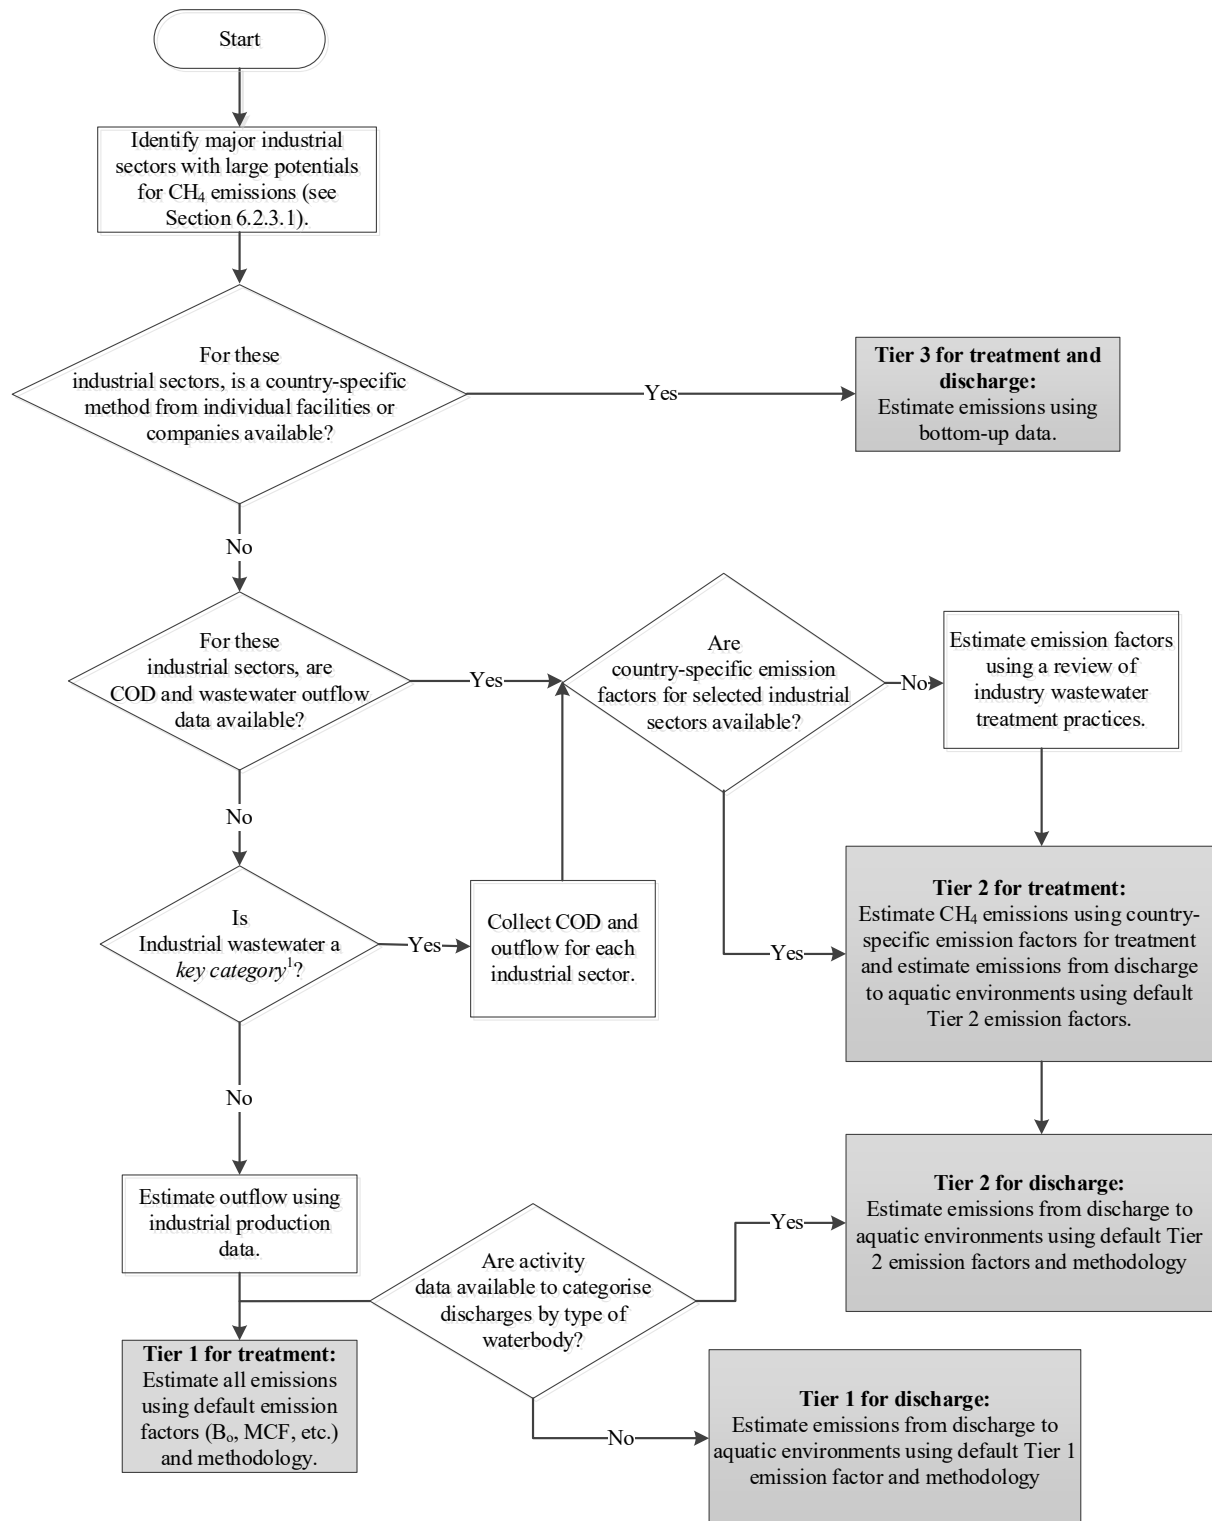 Start
Identify major industrial
sectors with large potentials
for CH₄ emissions (see
Section 6.2.3.1).
For these
industrial sectors, is a country-specific
method from individual facilities or
companies available?
Yes
Tier 3 for treatment and
discharge:
Estimate emissions using
bottom-up data.
No
For these
industrial sectors, are
COD and wastewater outflow
data available?
Yes
Are
country-specific emission
factors for selected industrial
sectors available?
No
Estimate emission factors
using a review of
industry wastewater
treatment practices.
No
Is
Industrial wastewater a
key category¹?
Yes
Collect COD and
outflow for each
industrial sector.
Yes
Tier 2 for treatment:
Estimate CH₄ emissions using country-
specific emission factors for treatment
and estimate emissions from discharge
to aquatic environments using default
Tier 2 emission factors.
No
Estimate outflow using
industrial production
data.
Are activity
data available to categorise
discharges by type of
waterbody?
Yes
Tier 2 for discharge:
Estimate emissions from discharge to
aquatic environments using default Tier
2 emission factors and methodology
Tier 1 for treatment:
Estimate all emissions
using default emission
factors (Bₒ, MCF, etc.)
and methodology.
No
Tier 1 for discharge:
Estimate emissions from discharge to
aquatic environments using default Tier 1
emission factor and methodology